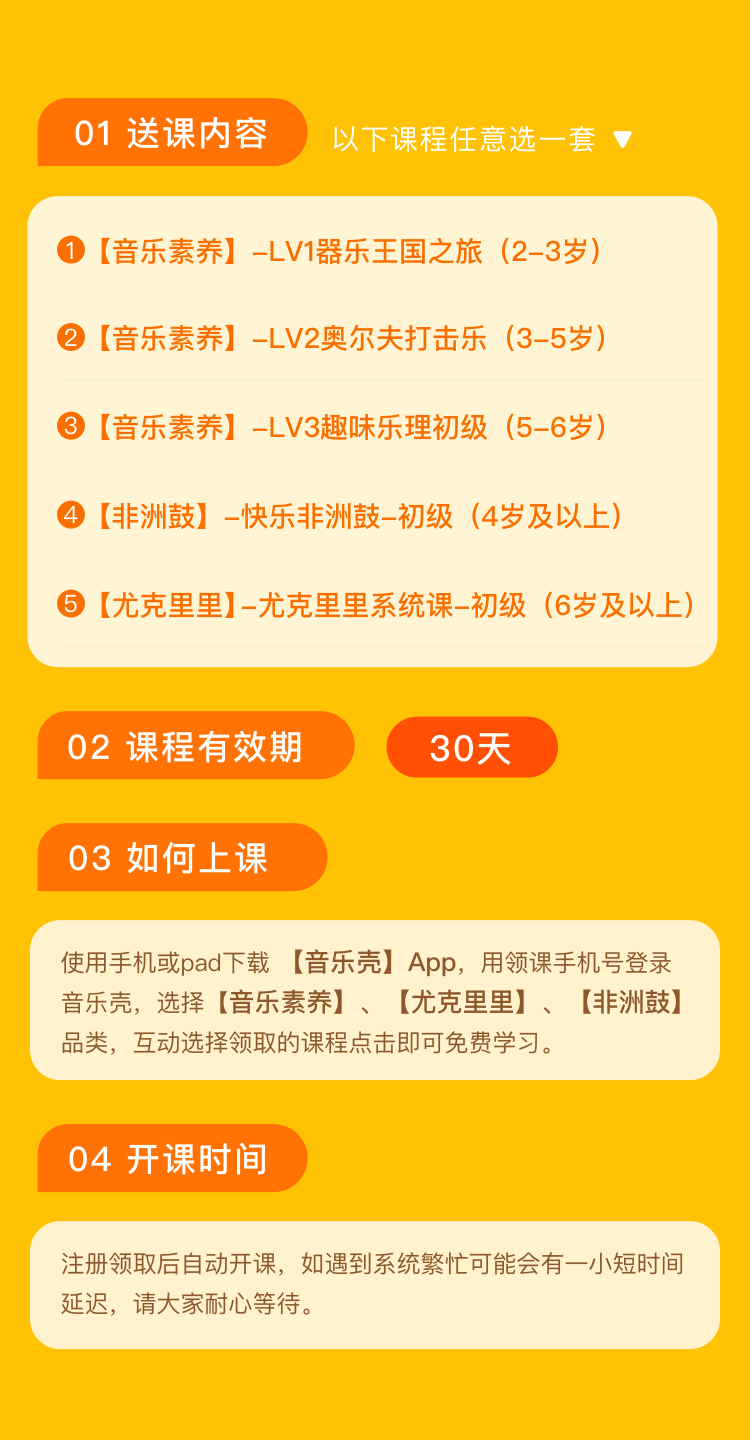 01 送课内容 以下课程任意选一套 ▼
❶【音乐素养】-LV1器乐王国之旅（2-3岁）
❷【音乐素养】-LV2奥尔夫打击乐（3-5岁）
❸【音乐素养】-LV3趣味乐理初级（5-6岁）
❹【非洲鼓】-快乐非洲鼓-初级（4岁及以上）
❺【尤克里里】-尤克里里系统课-初级（6岁及以上）
02 课程有效期 30天
03 如何上课
使用手机或pad下载 【音乐壳】App，用领课手机号登录
音乐壳，选择【音乐素养】、【尤克里里】、【非洲鼓】
品类，互动选择领取的课程点击即可免费学习。
04 开课时间
注册领取后自动开课，如遇到系统繁忙可能会有一小短时间
延迟，请大家耐心等待。